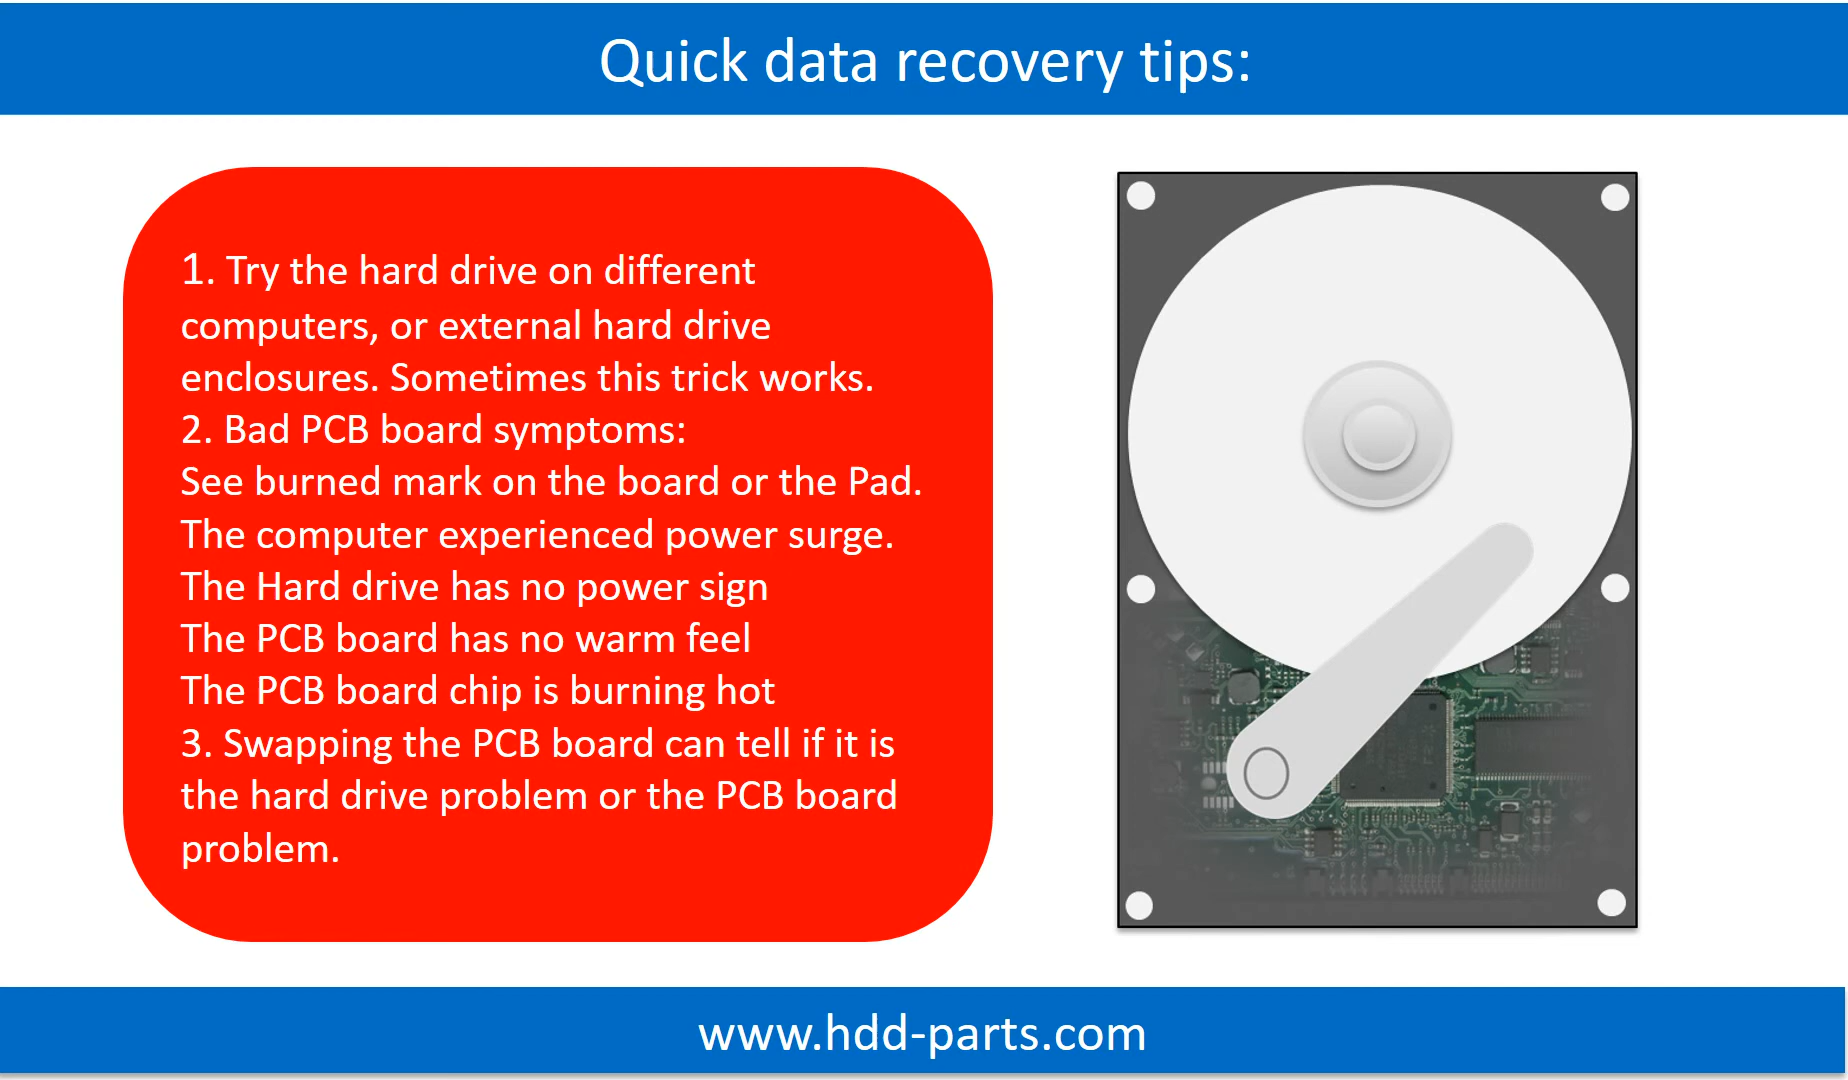 Quick data recovery tips:
1. Try the hard drive on different
computers, or external hard drive
enclosures. Sometimes this trick works.
2. Bad PCB board symptoms:
See burned mark on the board or the Pad.
The computer experienced power surge.
The Hard drive has no power sign
The PCB board has no warm feel
The PCB board chip is burning hot
3. Swapping the PCB board can tell if it is
the hard drive problem or the PCB board
problem.
www.hdd-parts.com